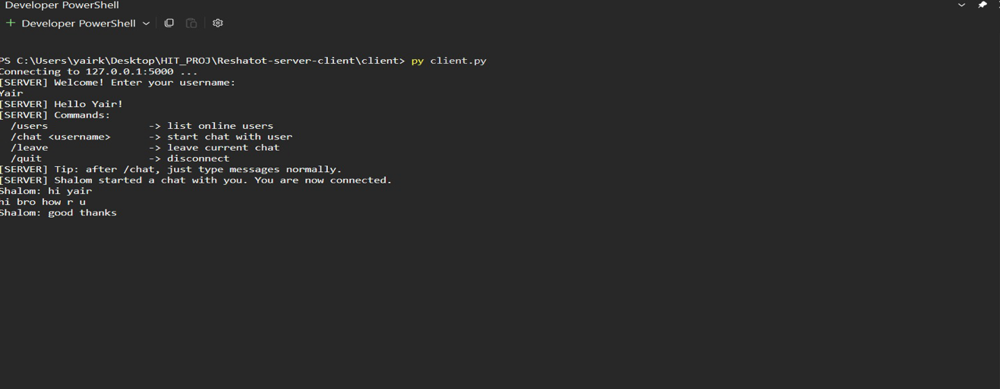 Developer PowerShell
+ Developer PowerShell
PS C:\Users\yairk\Desktop\HIT_PROJ\Reshatot-server-client\client> py client.py
Connecting to 127.0.0.1:5000 ...
[SERVER] Welcome! Enter your username:
Yair
[SERVER] Hello Yair!
[SERVER] Commands:
  /users                -> list online users
  /chat <username>      -> start chat with user
  /leave                -> leave current chat
  /quit                 -> disconnect
[SERVER] Tip: after /chat, just type messages normally.
[SERVER] Shalom started a chat with you. You are now connected.
Shalom: hi yair
hi bro how r u
Shalom: good thanks